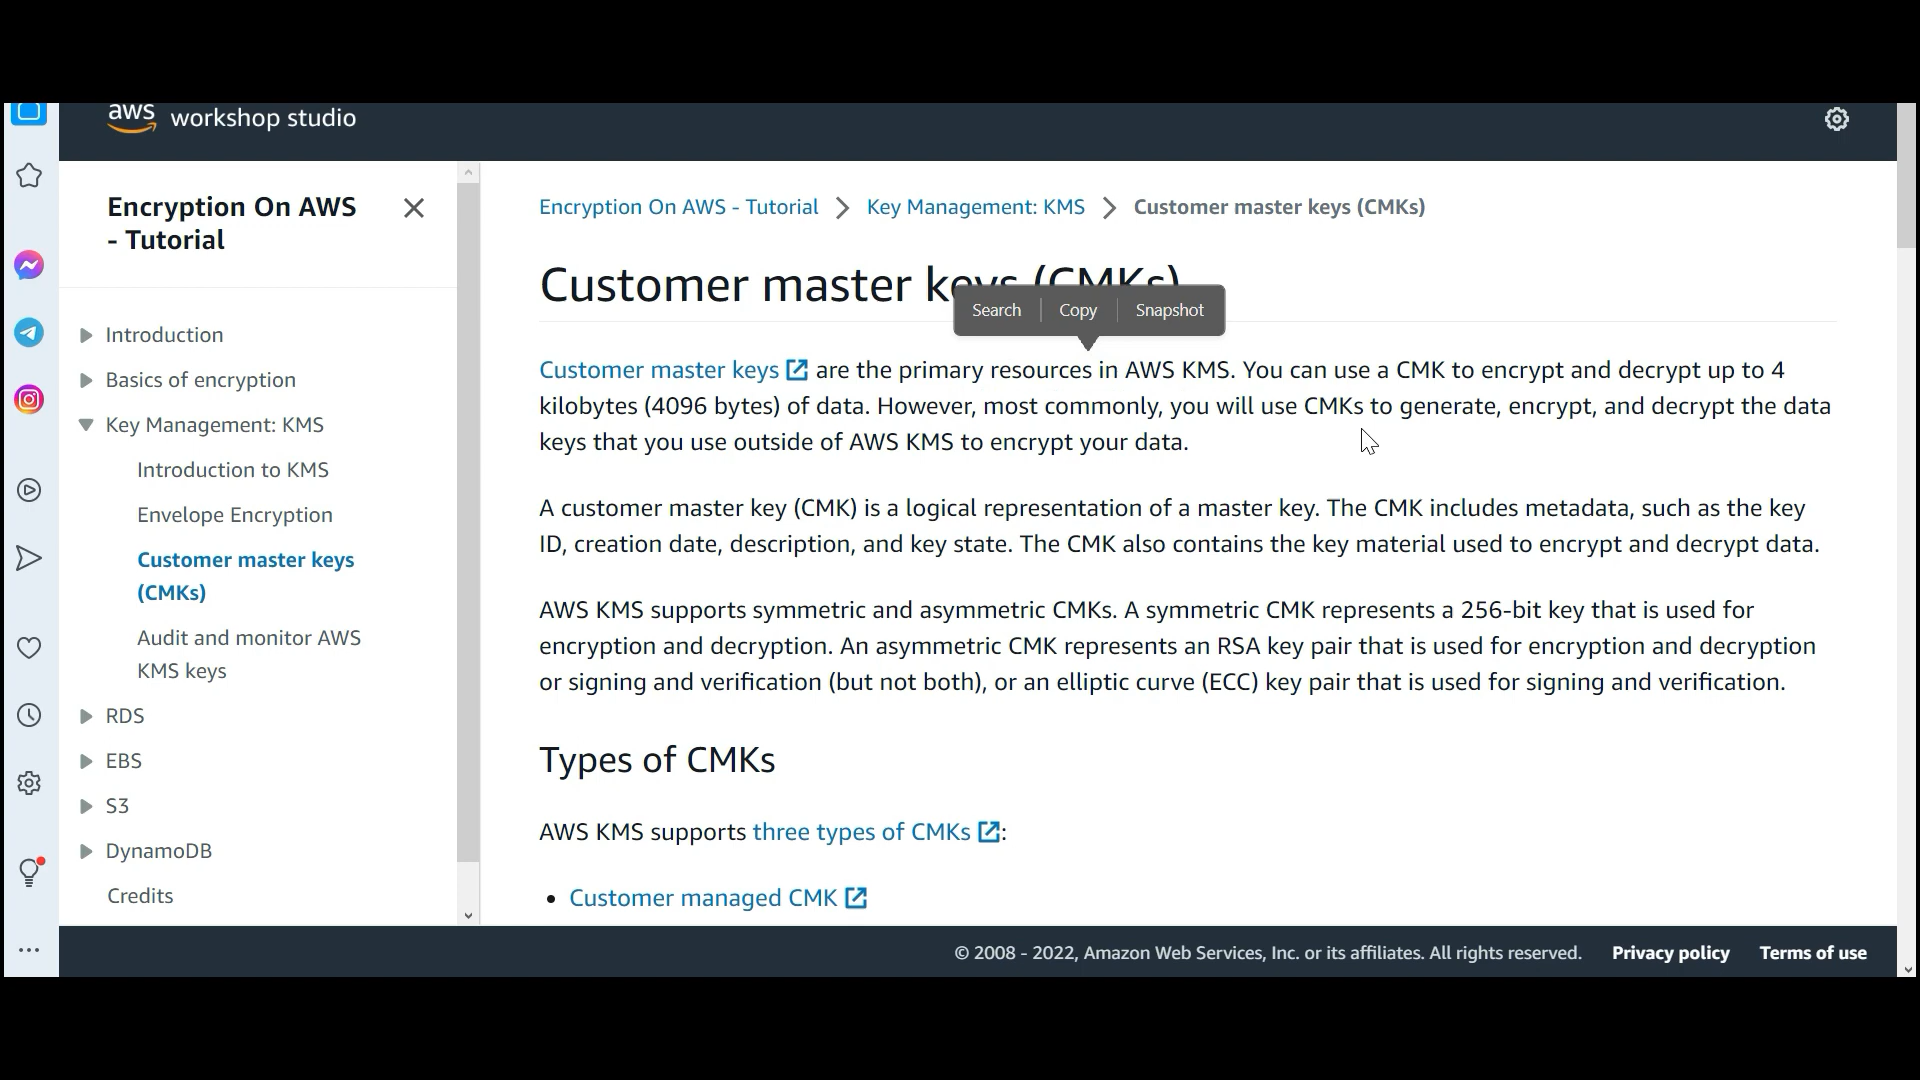 aws workshop studio
Encryption On AWS
- Tutorial
Introduction
Basics of encryption
Key Management: KMS
Introduction to KMS
Envelope Encryption
Customer master keys
(CMKs)
Audit and monitor AWS
KMS keys
RDS
EBS
S3
DynamoDB
Credits
Encryption On AWS - Tutorial
Key Management: KMS
Customer master keys (CMKs)
Customer master keys (CMKs)
Search
Copy
Snapshot
Customer master keys are the primary resources in AWS KMS. You can use a CMK to encrypt and decrypt up to 4
kilobytes (4096 bytes) of data. However, most commonly, you will use CMKs to generate, encrypt, and decrypt the data
keys that you use outside of AWS KMS to encrypt your data.
A customer master key (CMK) is a logical representation of a master key. The CMK includes metadata, such as the key
ID, creation date, description, and key state. The CMK also contains the key material used to encrypt and decrypt data.
AWS KMS supports symmetric and asymmetric CMKs. A symmetric CMK represents a 256-bit key that is used for
encryption and decryption. An asymmetric CMK represents an RSA key pair that is used for encryption and decryption
or signing and verification (but not both), or an elliptic curve (ECC) key pair that is used for signing and verification.
Types of CMKs
AWS KMS supports three types of CMKs :
• Customer managed CMK
© 2008 - 2022, Amazon Web Services, Inc. or its affiliates. All rights reserved.
Privacy policy
Terms of use